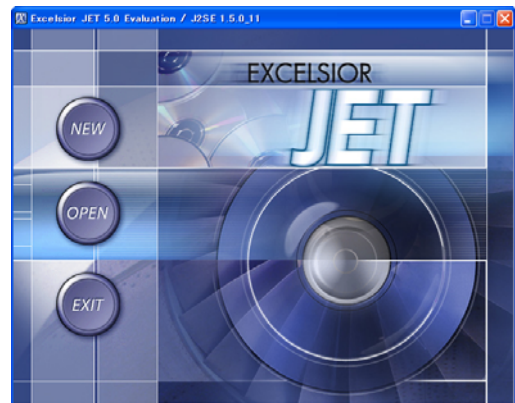 Excelsior JET 5.0 Evaluation / J2SE 1.5.0_11
EXCELSIOR
JET
NEW
OPEN
EXIT